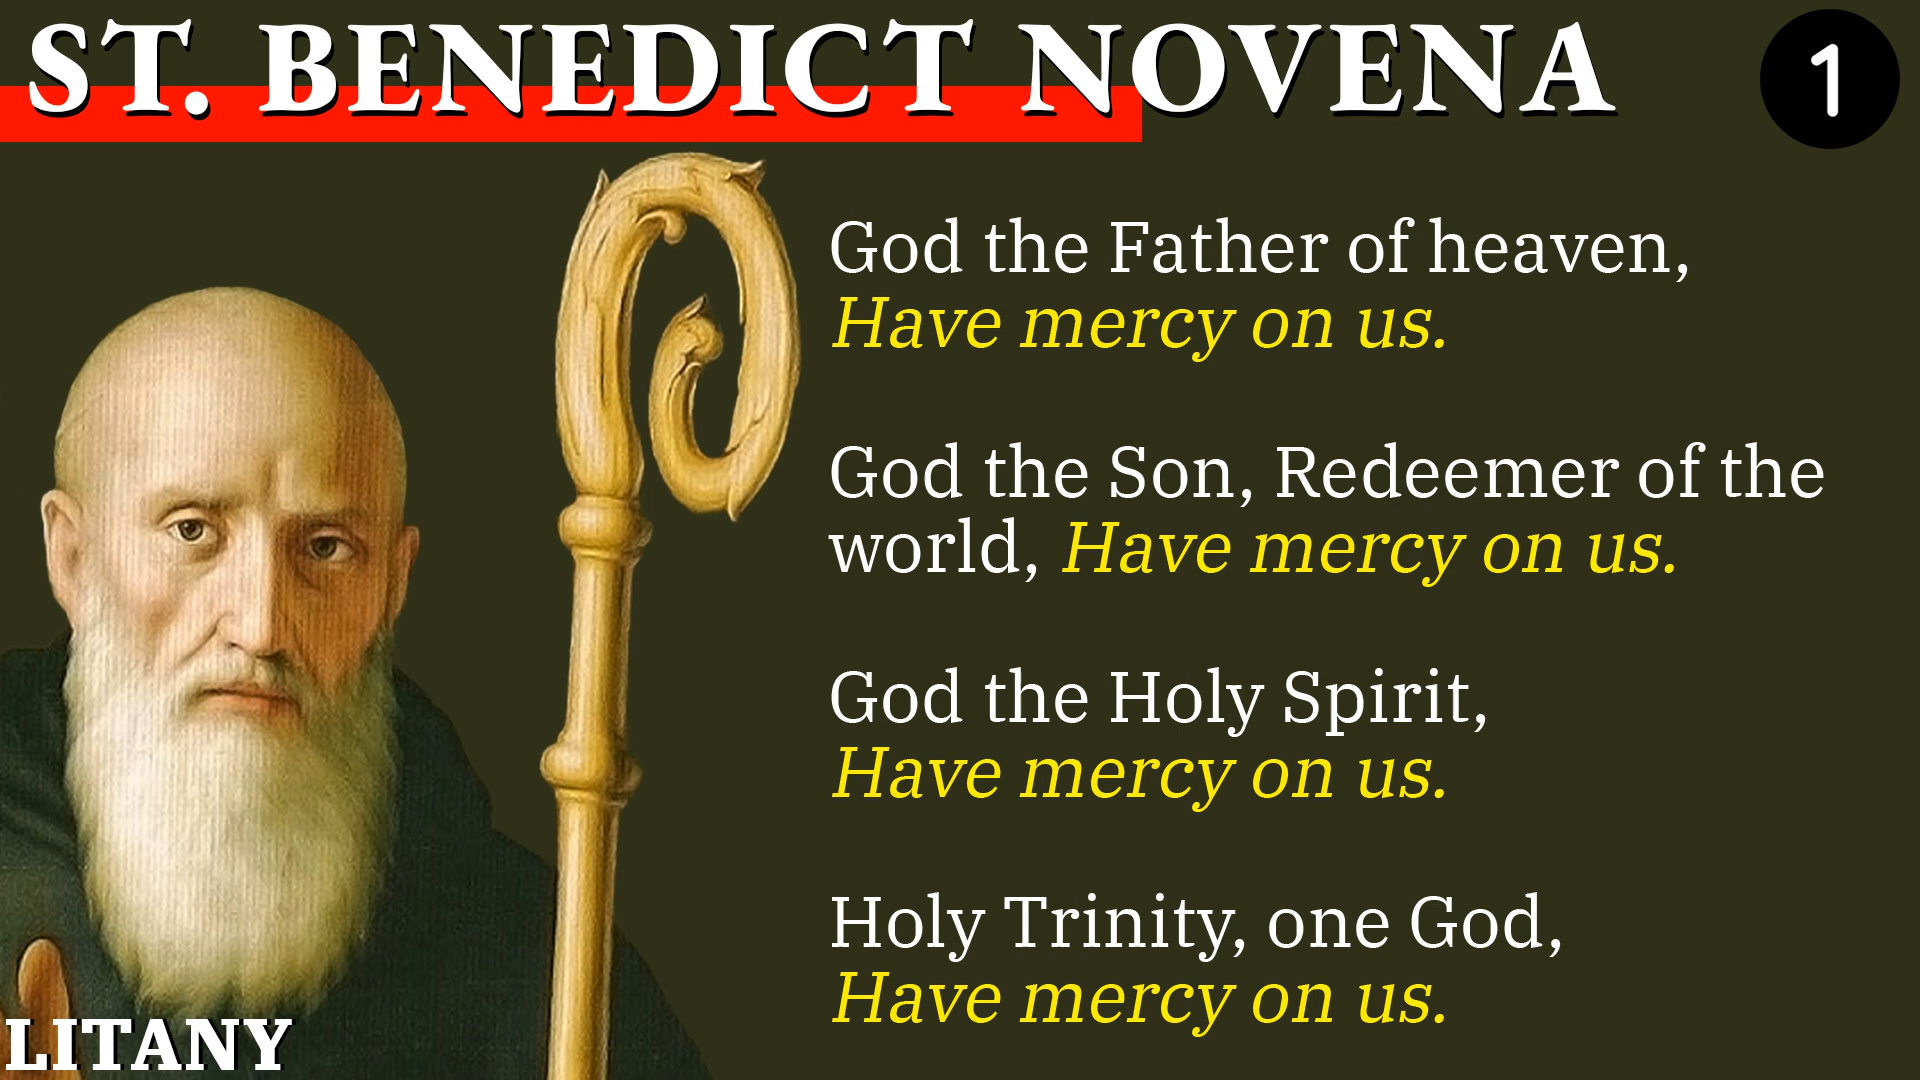 ST. BENEDICT NOVENA
1
God the Father of heaven,
Have mercy on us.
God the Son, Redeemer of the
world, Have mercy on us.
God the Holy Spirit,
Have mercy on us.
Holy Trinity, one God,
Have mercy on us.
LITANY